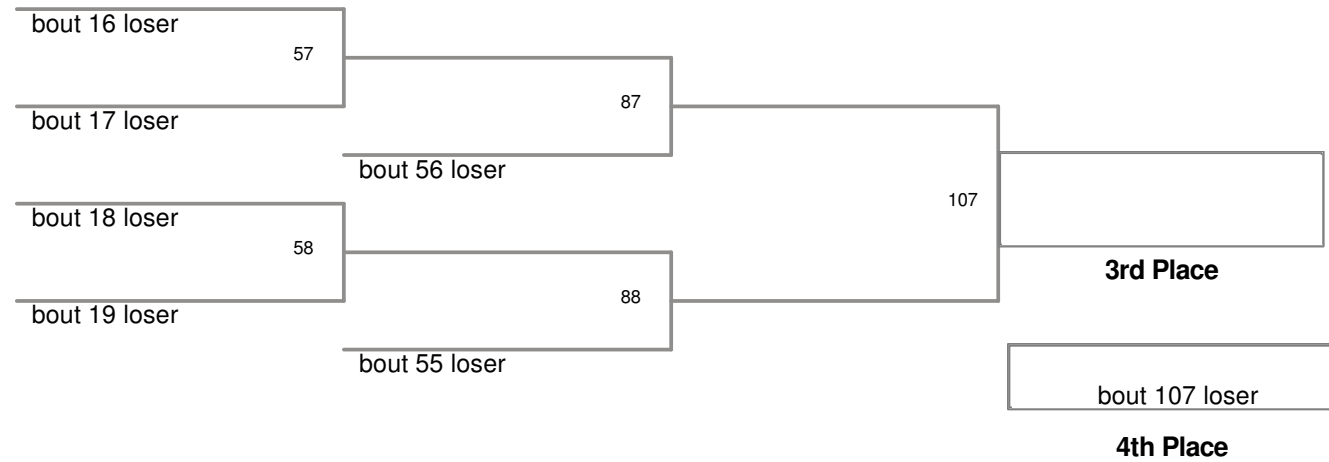 bout 16 loser
57
87
bout 17 loser
bout 56 loser
107
bout 18 loser
58
3rd Place
88
bout 19 loser
bout 55 loser
bout 107 loser
4th Place